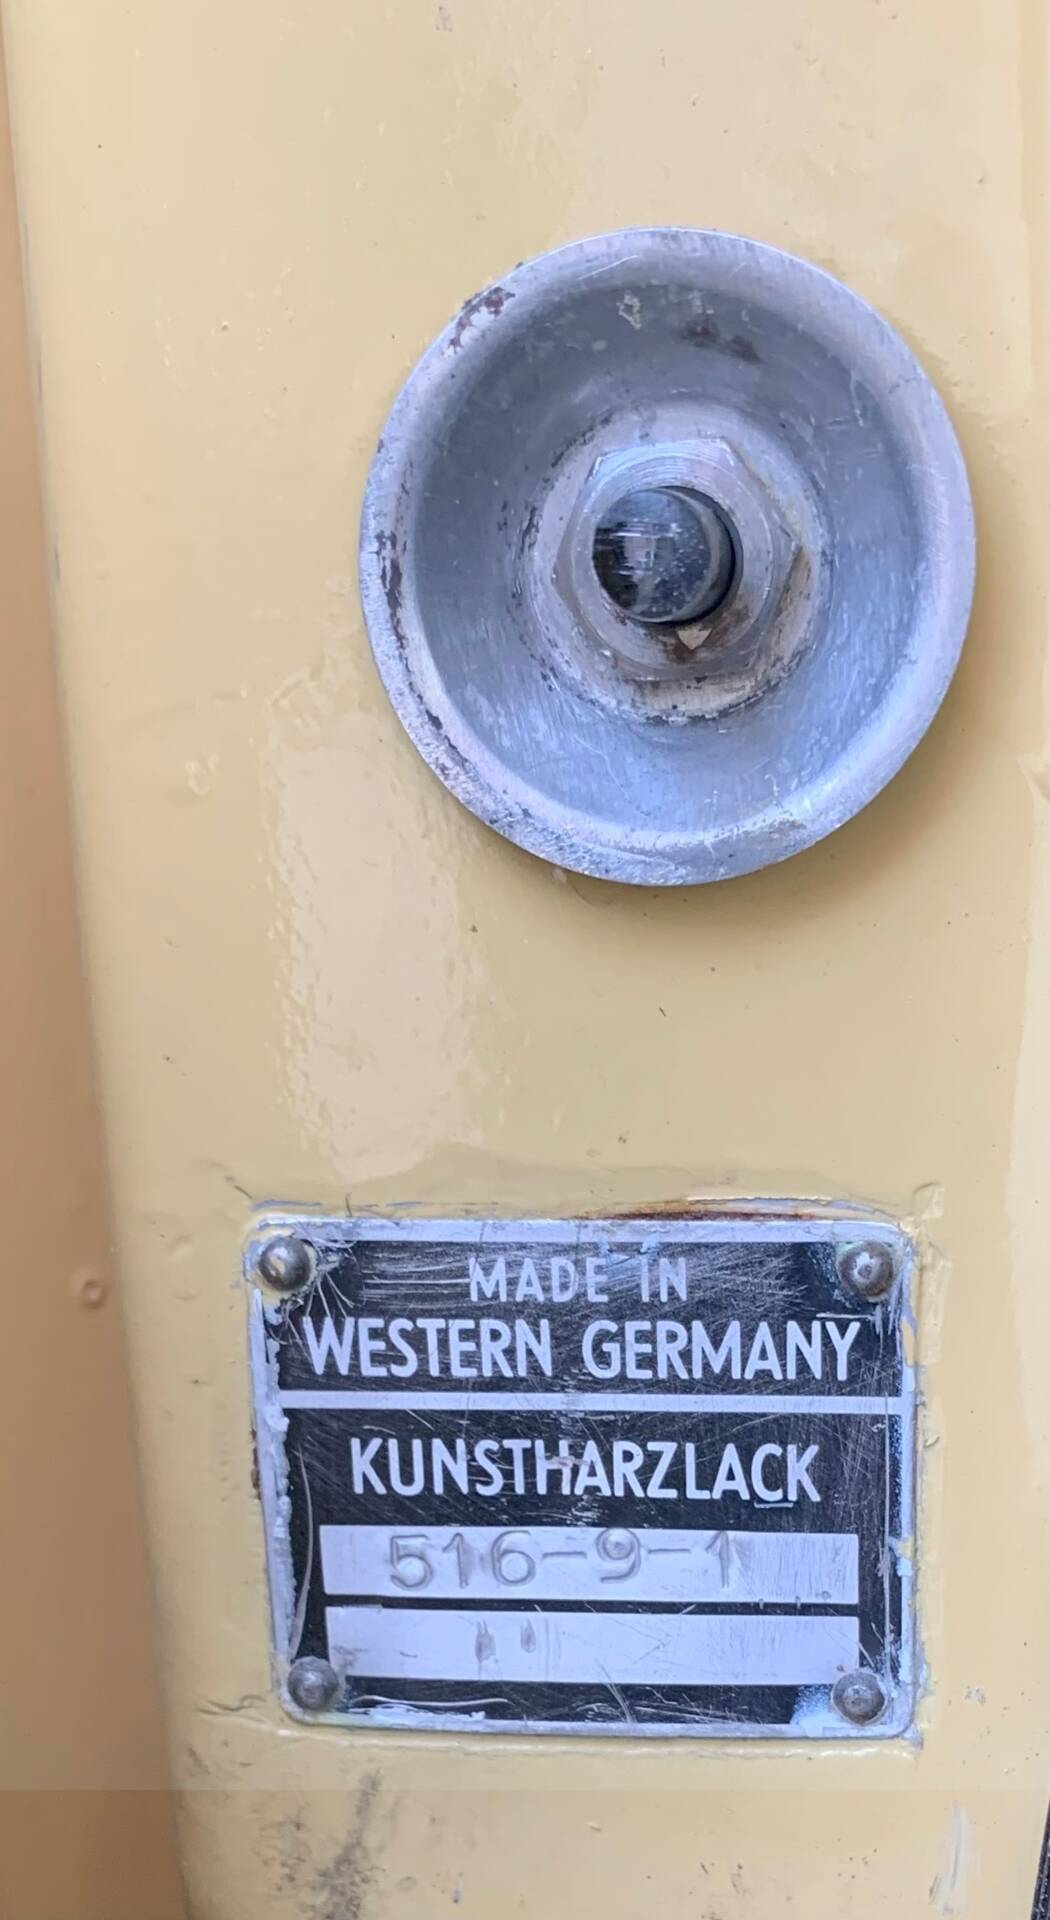 MADE IN
WESTERN GERMANY
KUNSTHARZLACK
516-9-1